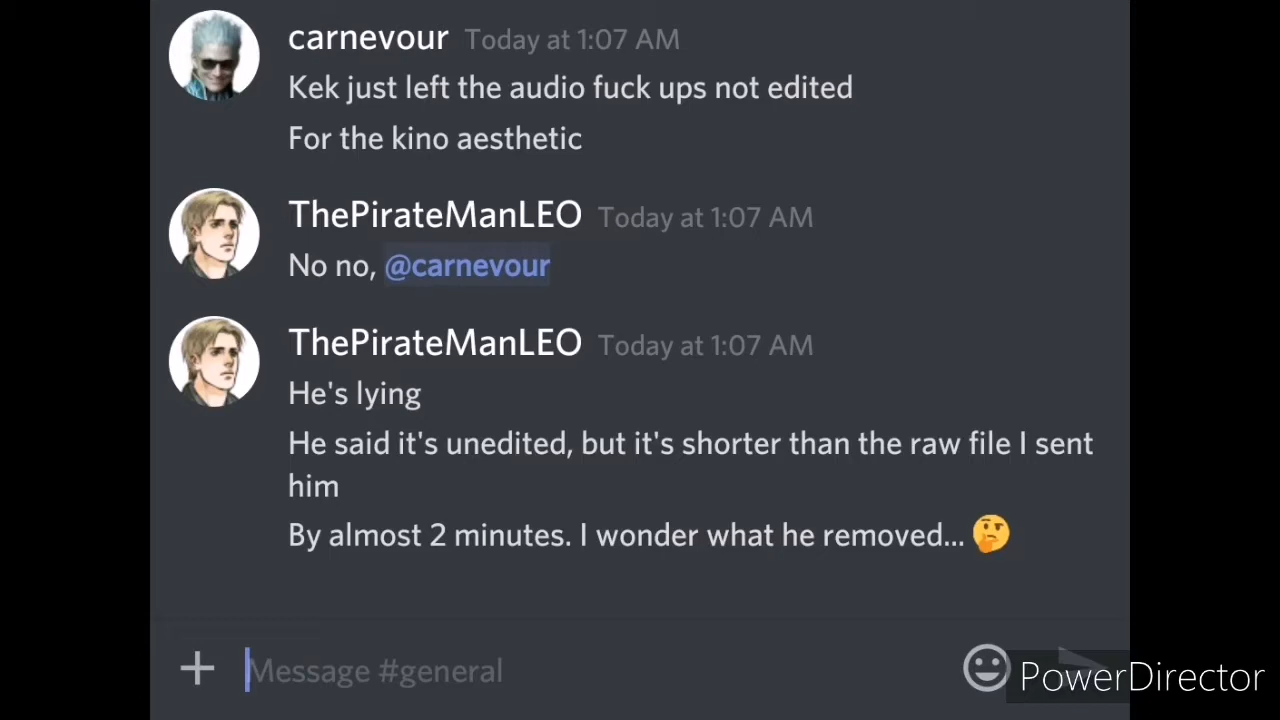 carnevour Today at 1:07 AM
Kek just left the audio fuck ups not edited
For the kino aesthetic
ThePirateManLEO Today at 1:07 AM
No no, @carnevour
ThePirateManLEO Today at 1:07 AM
He's lying
He said it's unedited, but it's shorter than the raw file I sent
him
By almost 2 minutes. I wonder what he removed... 🤔
Message #general
PowerDirector